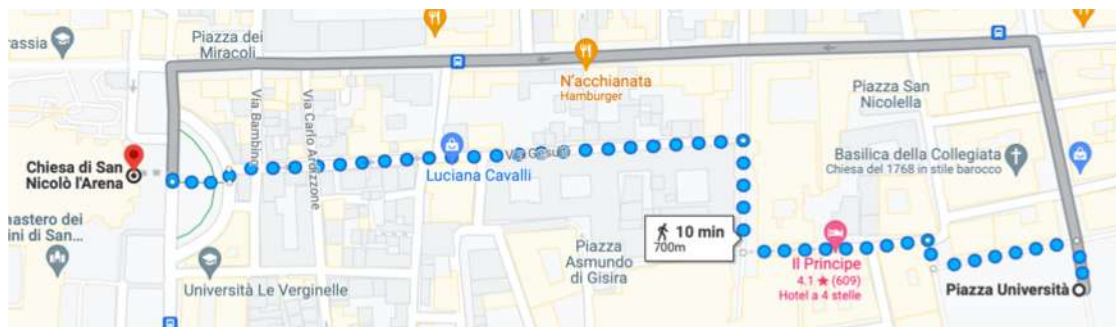 Piazza dei
Miracoli
rassia
N'acchianata
Hamburger
Piazza San
Nicolella
Via Bambino
Via Carlo Ardizzone
Via Gesuiti
Chiesa di San
Nicolò l'Arena
Luciana Cavalli
Basilica della Collegiata
Chiesa del 1768 in stile barocco
nastero dei
ini di San...
10 min
700m
Piazza
Asmundo
di Gisira
Il Principe
4.1 ★ (609)
Hotel a 4 stelle
Università Le Verginelle
Piazza Università